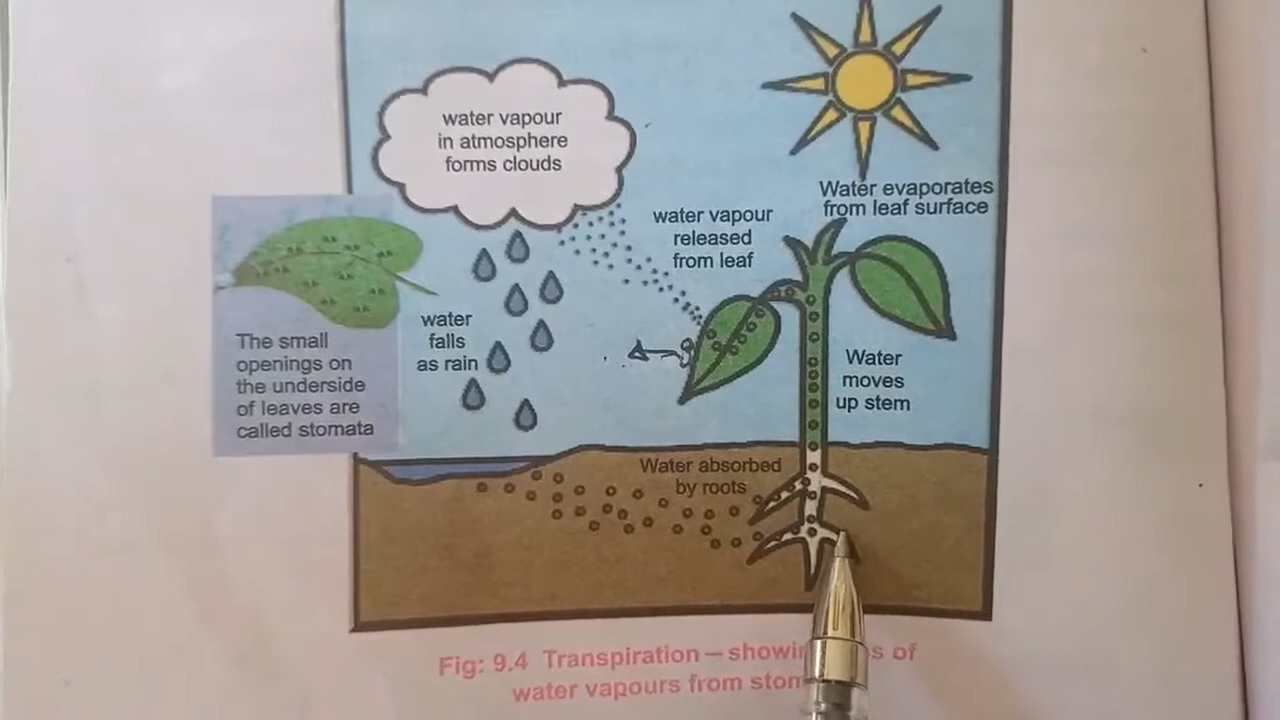 water vapour
in atmosphere
forms clouds
Water evaporates
from leaf surface
water vapour
released
from leaf
water
falls
as rain
The small
openings on
the underside
of leaves are
called stomata
Water
moves
up stem
Water absorbed
by roots
Fig: 9.4 Transpiration — of
water vapours from